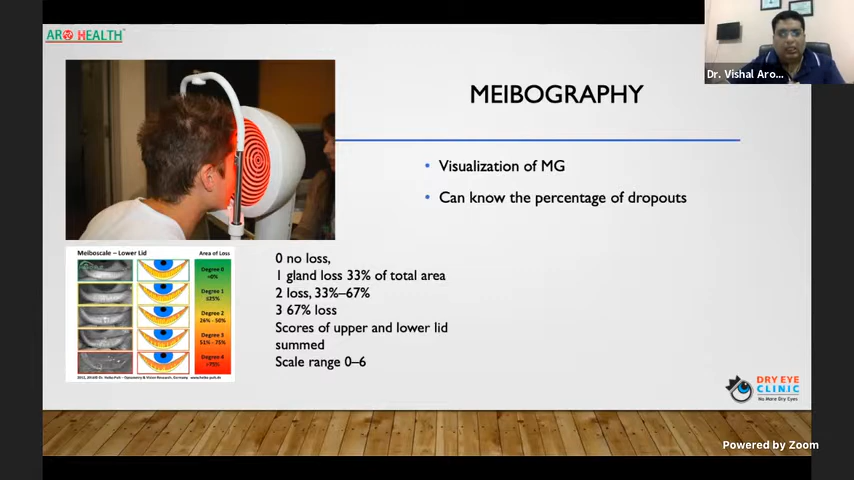 ARO HEALTH
Dr. Vishal Aro...
MEIBOGRAPHY
• Visualization of MG
• Can know the percentage of dropouts
Meiboscale – Lower Lid
Area of Loss
Degree 0
≈0%
Degree 1
≤25%
Degree 2
26% - 50%
Degree 3
51% - 75%
Degree 4
>75%
0 no loss,
1 gland loss 33% of total area
2 loss, 33%–67%
3 67% loss
Scores of upper and lower lid
summed
Scale range 0–6
DRY EYE
CLINIC
No More Dry Eyes
Powered by Zoom